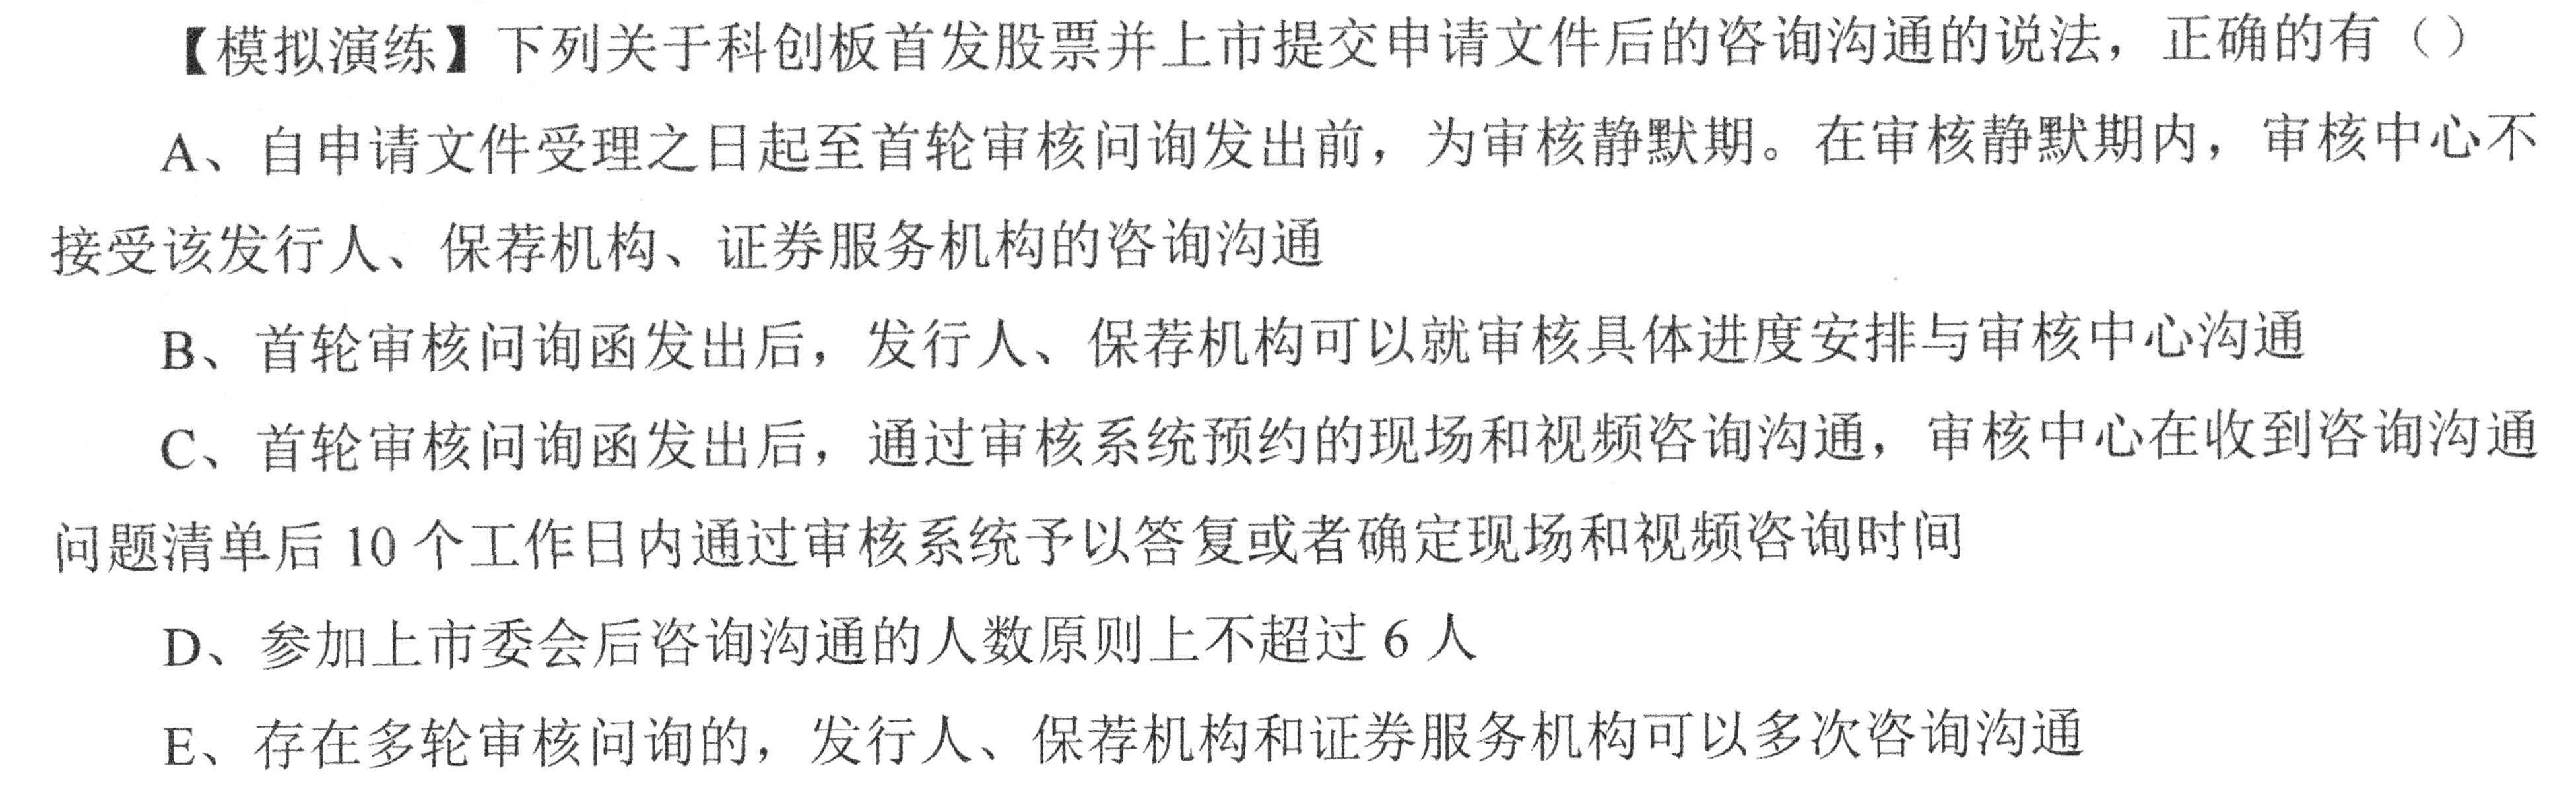 【模拟演练】下列关于科创板首发股票并上市提交申请文件后的咨询沟通的说法，正确的有（）
A、自申请文件受理之日起至首轮审核问询发出前，为审核静默期。在审核静默期内，审核中心不
接受该发行人、保荐机构、证券服务机构的咨询沟通
B、首轮审核问询函发出后，发行人、保荐机构可以就审核具体进度安排与审核中心沟通
C、首轮审核问询函发出后，通过审核系统预约的现场和视频咨询沟通，审核中心在收到咨询沟通
问题清单后 10 个工作日内通过审核系统予以答复或者确定现场和视频咨询时间
D、参加上市委会后咨询沟通的人数原则上不超过 6 人
E、存在多轮审核问询的，发行人、保荐机构和证券服务机构可以多次咨询沟通